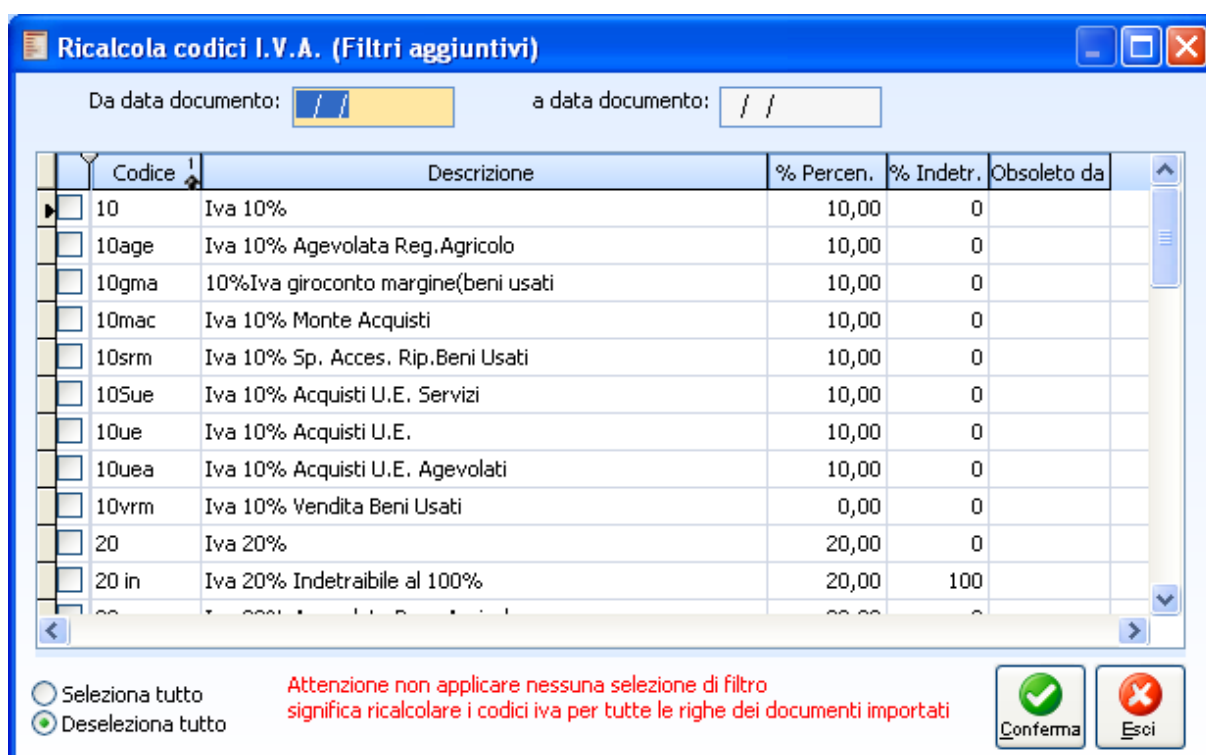 Ricalcola codici I.V.A. (Filtri aggiuntivi)
Da data documento: / / a data documento: / /
Codice 1 Descrizione % Percen. % Indetr. Obsoleto da
10 Iva 10% 10,00 0
10age Iva 10% Agevolata Reg.Agricolo 10,00 0
10gma 10%Iva giroconto margine(beni usati 10,00 0
10mac Iva 10% Monte Acquisti 10,00 0
10srm Iva 10% Sp. Acces. Rip.Beni Usati 10,00 0
10Sue Iva 10% Acquisti U.E. Servizi 10,00 0
10ue Iva 10% Acquisti U.E. 10,00 0
10uea Iva 10% Acquisti U.E. Agevolati 10,00 0
10vrm Iva 10% Vendita Beni Usati 0,00 0
20 Iva 20% 20,00 0
20 in Iva 20% Indetraibile al 100% 20,00 100
Seleziona tutto
Deseleziona tutto
Attenzione non applicare nessuna selezione di filtro
significa ricalcolare i codici iva per tutte le righe dei documenti importati
Conferma
Esci